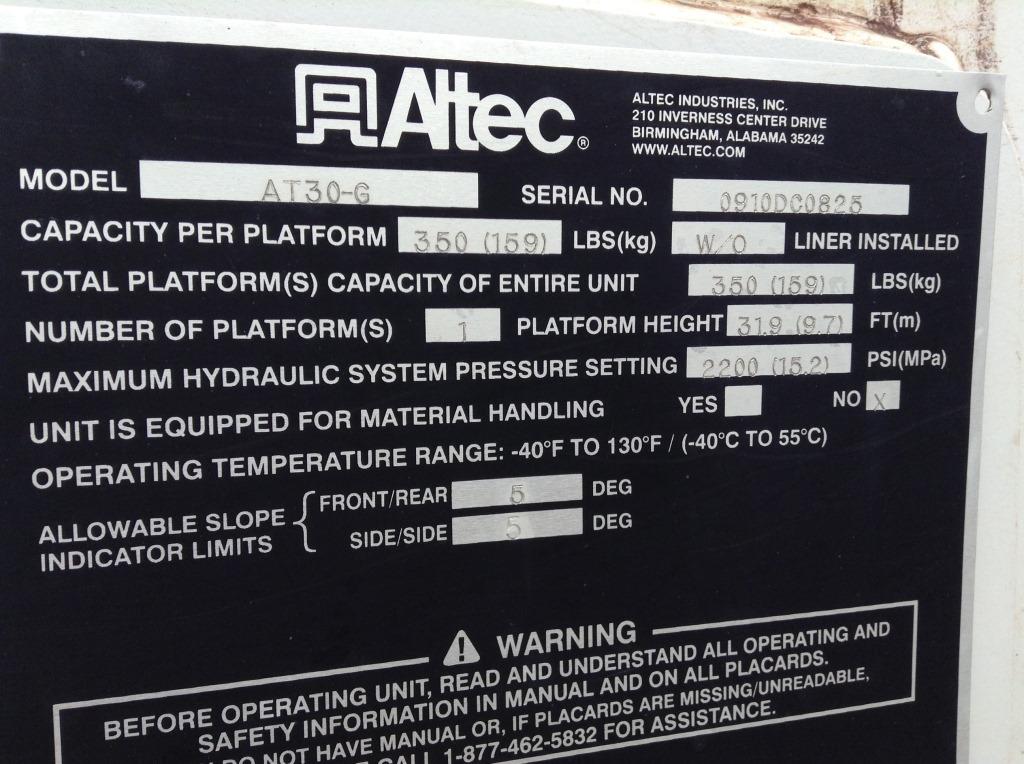 Altec®
ALTEC INDUSTRIES, INC.
210 INVERNESS CENTER DRIVE
BIRMINGHAM, ALABAMA 35242
WWW.ALTEC.COM
MODEL AT30-G SERIAL NO. 0910DC0825
CAPACITY PER PLATFORM 350 (159) LBS(kg) W/O LINER INSTALLED
TOTAL PLATFORM(S) CAPACITY OF ENTIRE UNIT 350 (159) LBS(kg)
NUMBER OF PLATFORM(S) 1 PLATFORM HEIGHT 31.9 (9.7) FT(m)
MAXIMUM HYDRAULIC SYSTEM PRESSURE SETTING 2200 (15.2) PSI(MPa)
UNIT IS EQUIPPED FOR MATERIAL HANDLING YES NO X
OPERATING TEMPERATURE RANGE: -40°F TO 130°F / (-40°C TO 55°C)
ALLOWABLE SLOPE INDICATOR LIMITS
FRONT/REAR 5 DEG
SIDE/SIDE 5 DEG
WARNING
BEFORE OPERATING UNIT, READ AND UNDERSTAND ALL OPERATING AND
SAFETY INFORMATION IN MANUAL AND ON ALL PLACARDS.
DO NOT HAVE MANUAL OR, IF PLACARDS ARE MISSING/UNREADABLE,
CALL 1-877-462-5832 FOR ASSISTANCE.